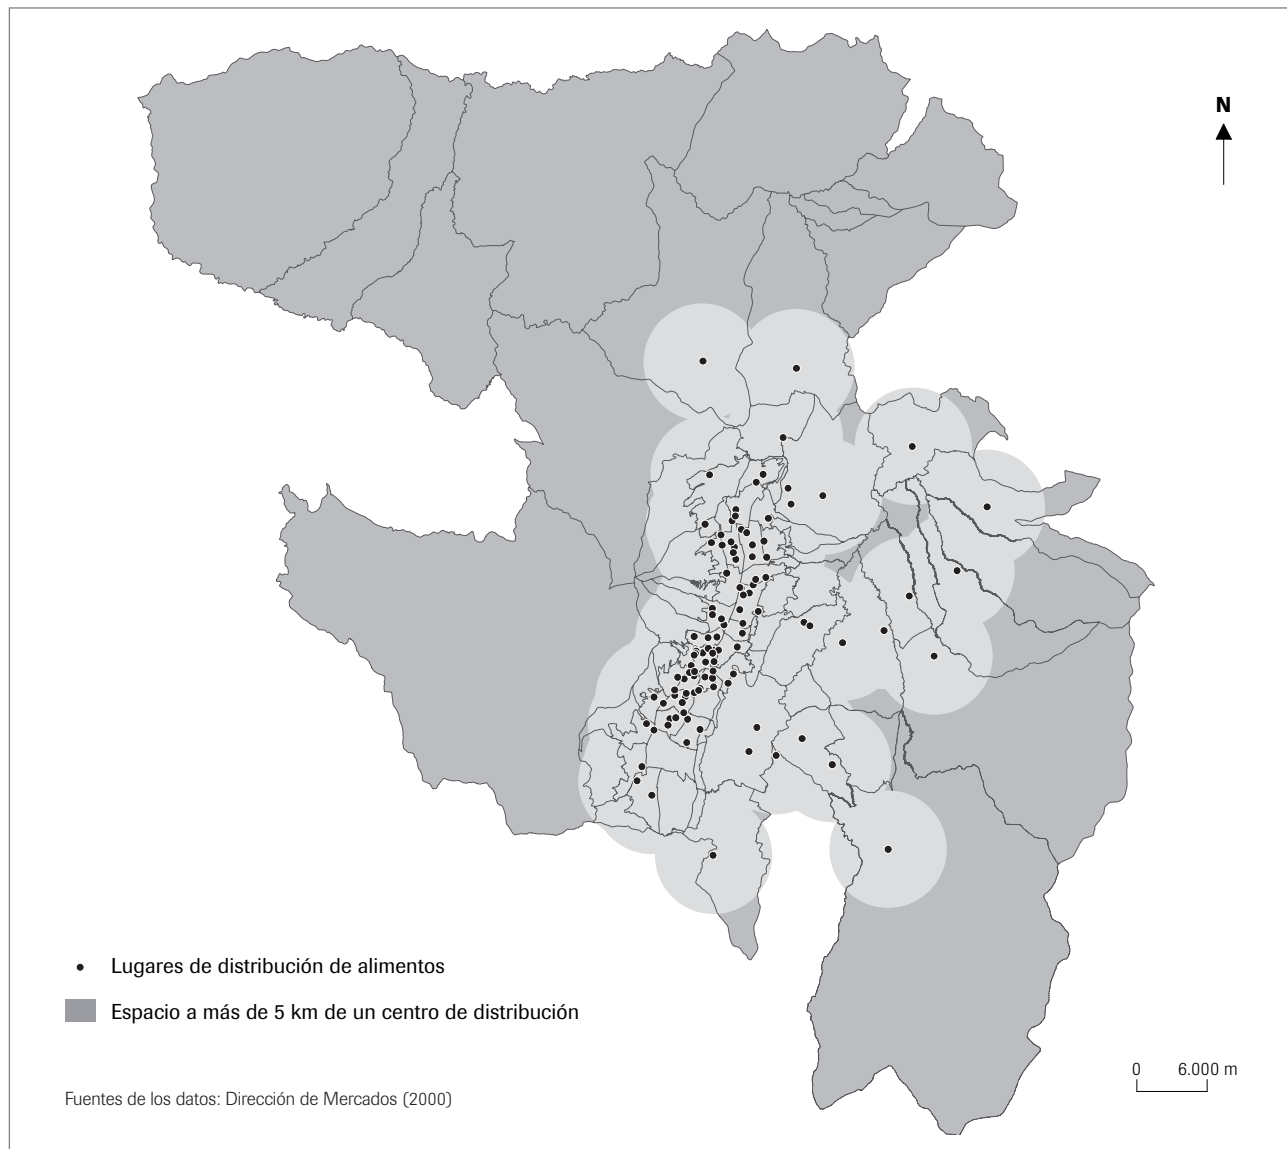 N
Lugares de distribución de alimentos
Espacio a más de 5 km de un centro de distribución
0 6.000 m
Fuentes de los datos: Dirección de Mercados (2000)